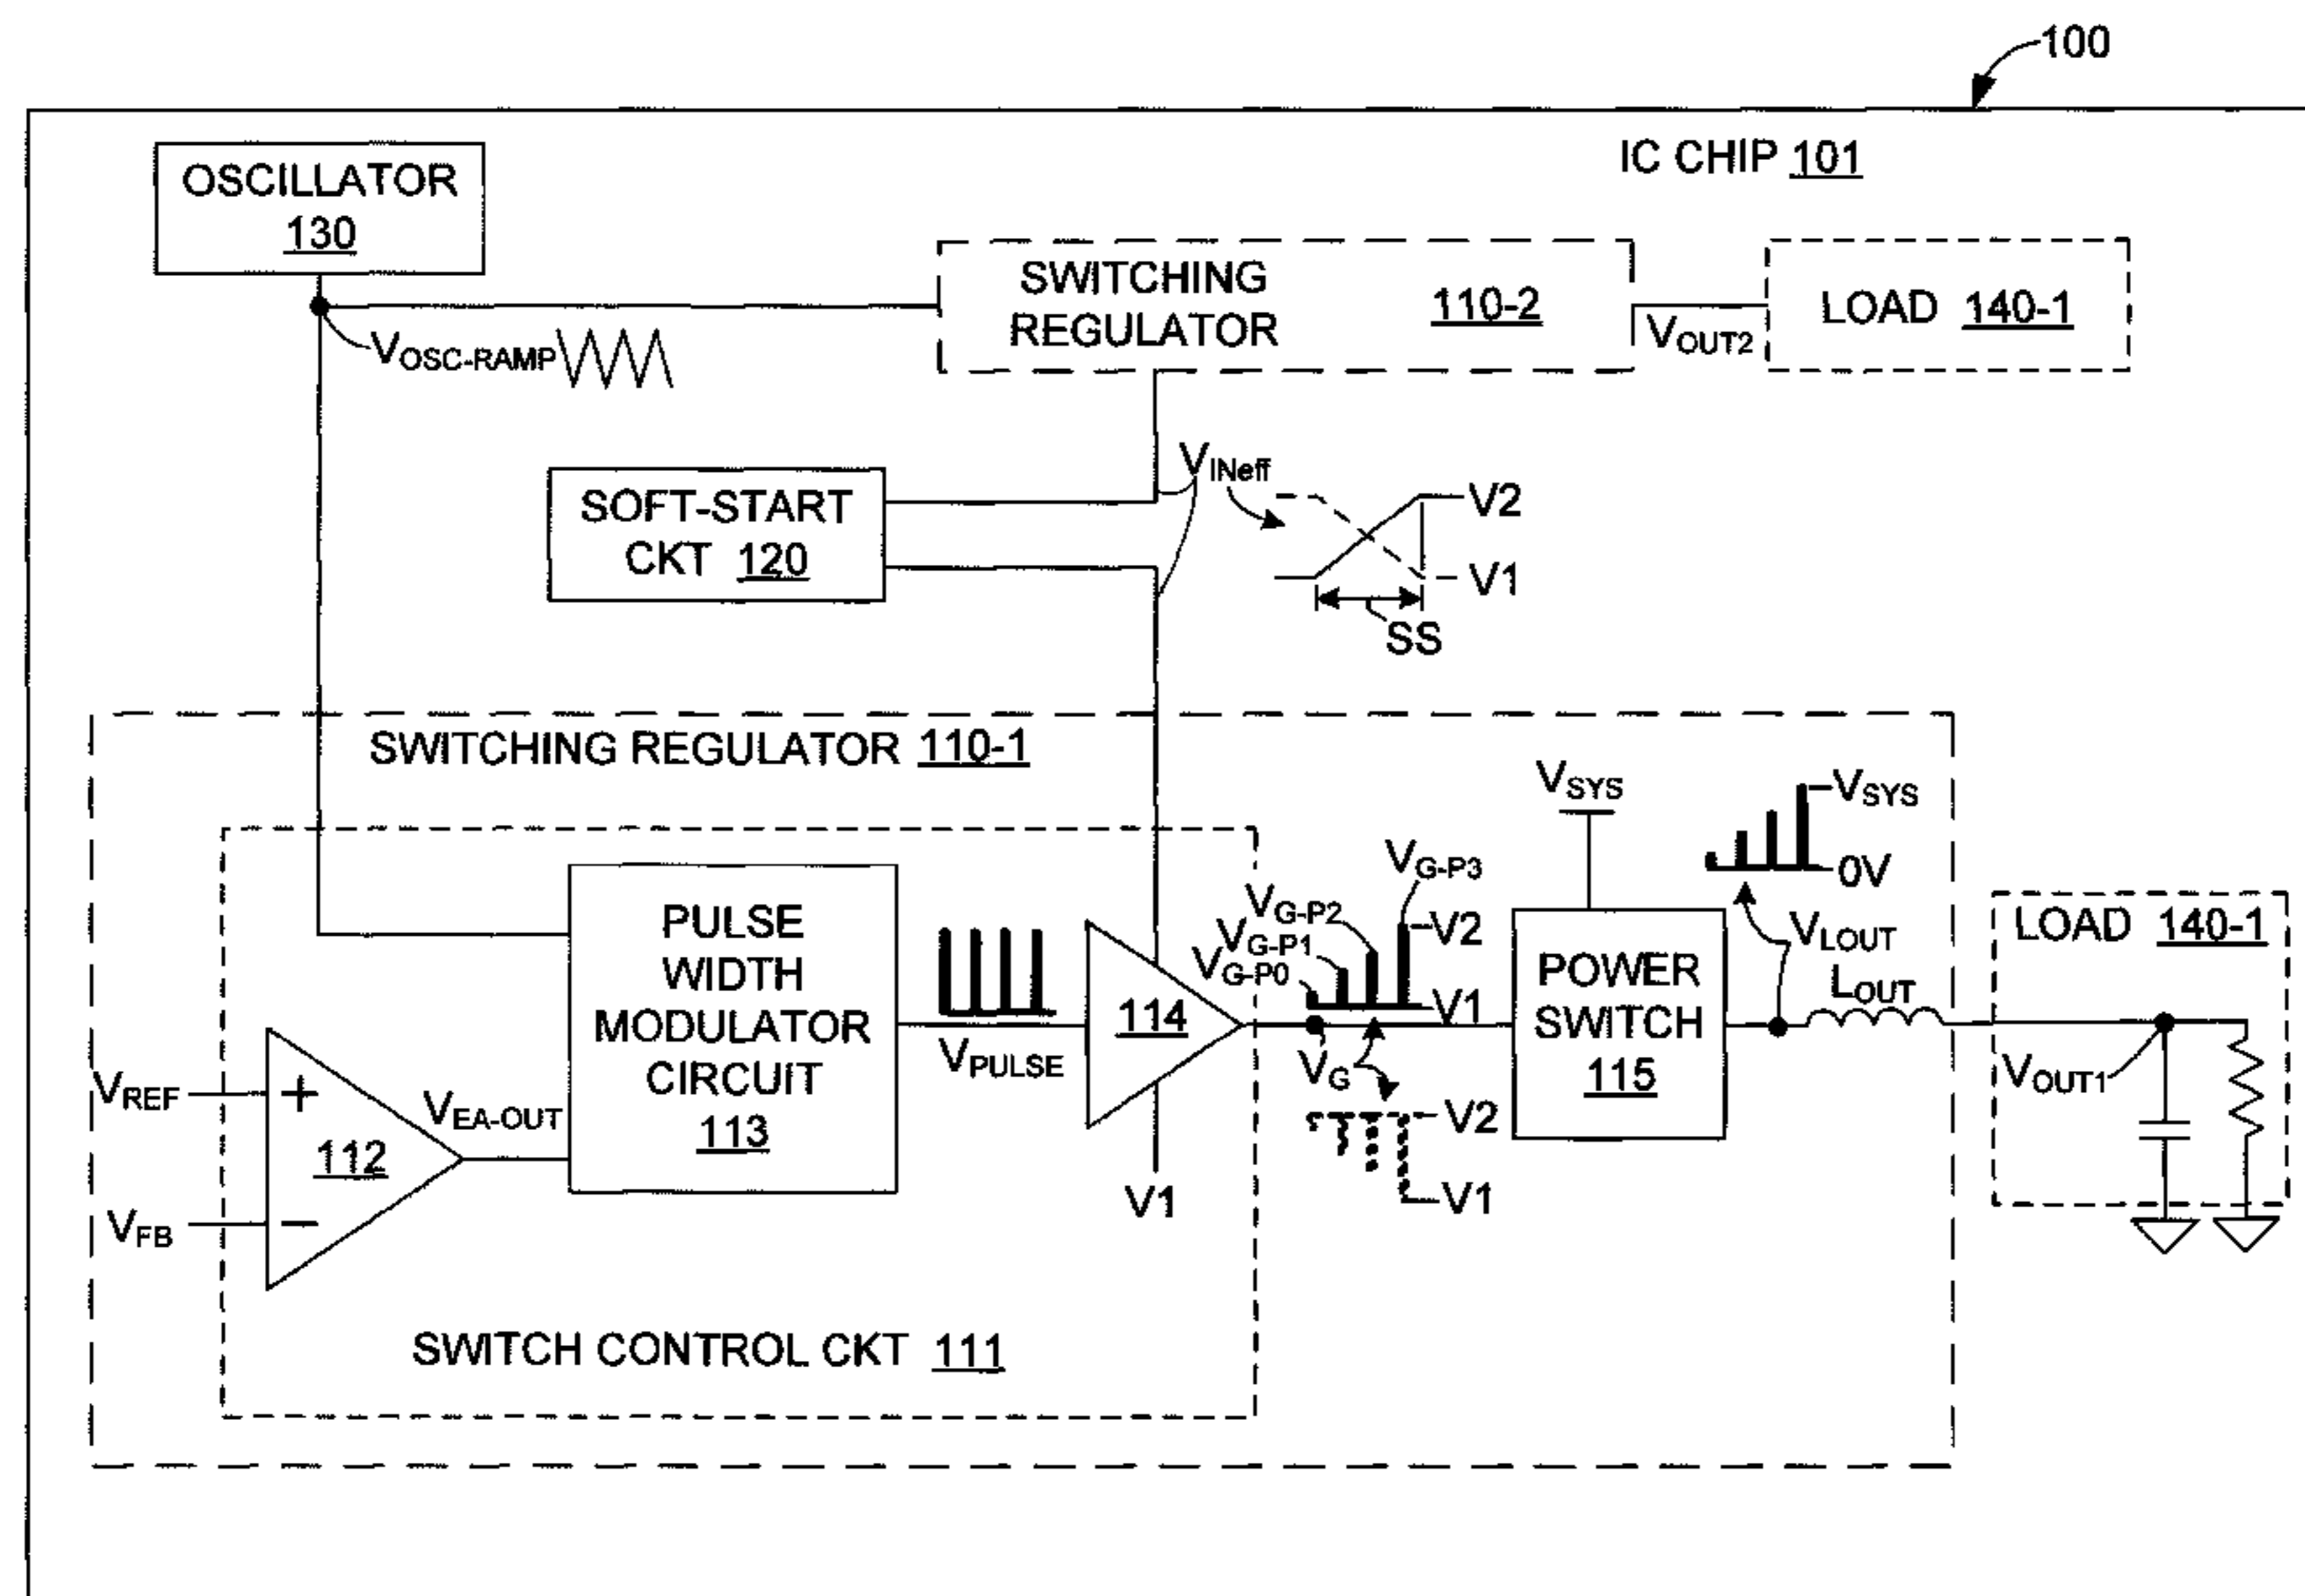 100
IC CHIP 101
OSCILLATOR
130
VOSC-RAMP
SWITCHING
REGULATOR
110-2
VOUT2
LOAD 140-1
SOFT-START
CKT 120
VINeff
V2
V1
SS
SWITCHING REGULATOR 110-1
VSYS
VSYS
0V
VLOUT
LOUT
PULSE
WIDTH
MODULATOR
CIRCUIT
113
VREF
+
112
VFB
−
VEA-OUT
VPULSE
114
V1
VG-P3
VG-P2
VG-P1
VG-P0
V2
V1
VG
V2
V1
POWER
SWITCH
115
LOAD 140-1
VOUT1
SWITCH CONTROL CKT 111